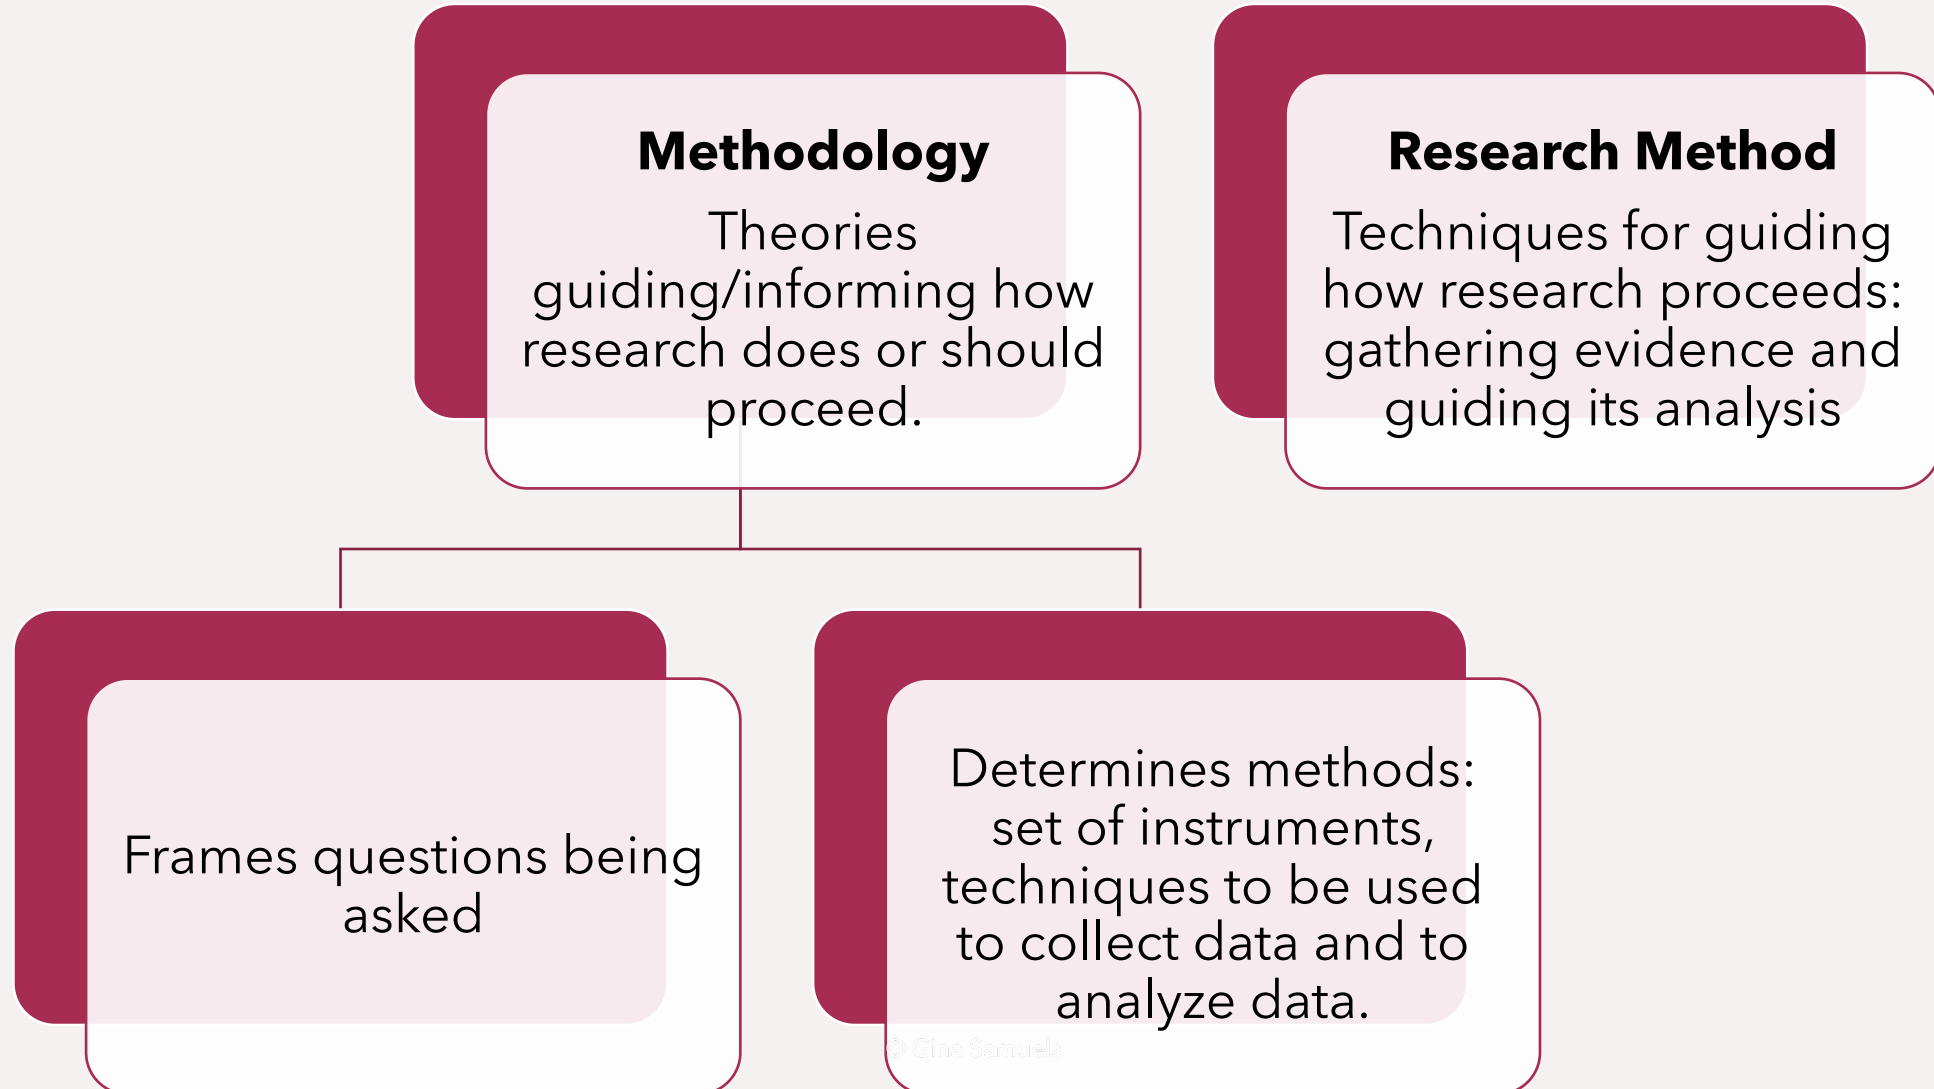 Methodology
Theories
guiding/informing how
research does or should
proceed.
Research Method
Techniques for guiding
how research proceeds:
gathering evidence and
guiding its analysis
Frames questions being
asked
Determines methods:
set of instruments,
techniques to be used
to collect data and to
analyze data.
© Gina Samuels